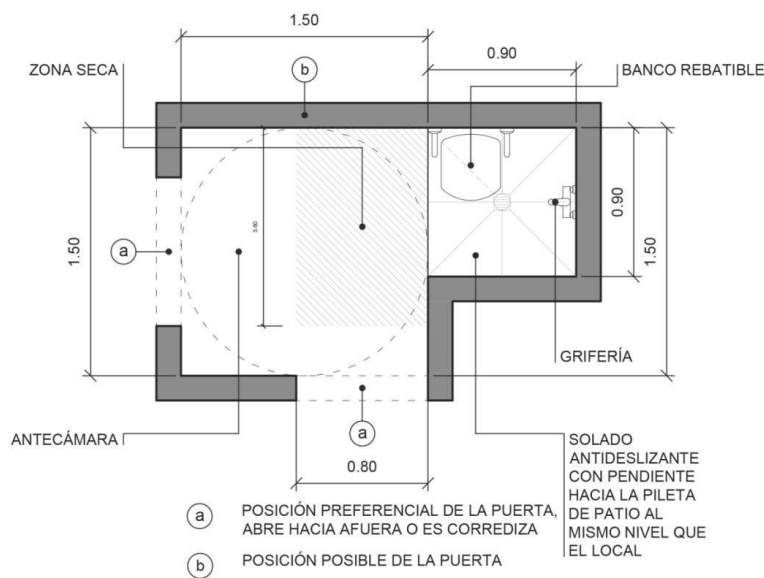 1.50
0.90
ZONA SECA
b
BANCO REBATIBLE
1.50
3.60
0.90
1.50
a
GRIFERÍA
ANTECÁMARA
a
0.80
SOLADO
ANTIDESLIZANTE
CON PENDIENTE
HACIA LA PILETA
DE PATIO AL
MISMO NIVEL QUE
EL LOCAL
a POSICIÓN PREFERENCIAL DE LA PUERTA,
ABRE HACIA AFUERA O ES CORREDIZA
b POSICIÓN POSIBLE DE LA PUERTA